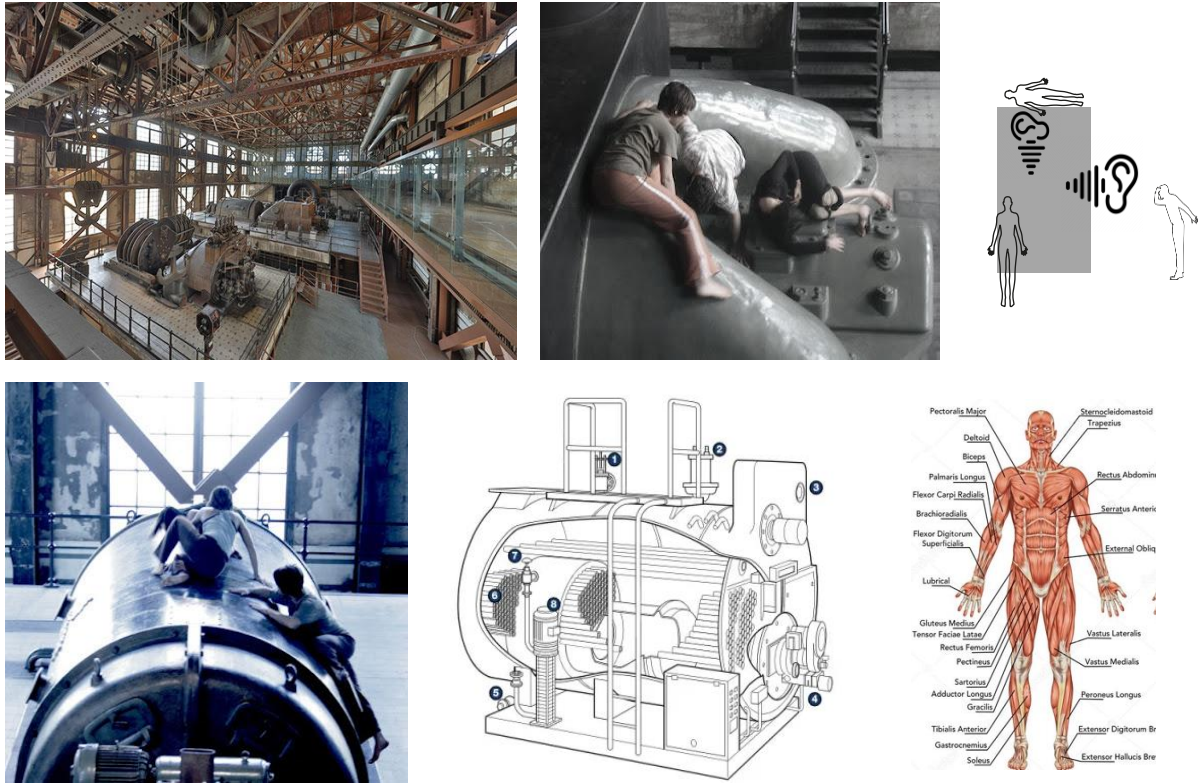 1
2
3
7
6
8
5
4
Pectoralis Major
Sternocleidomastoid
Trapezius
Deltoid
Biceps
Palmaris Longus
Rectus Abdomin
Flexor Carpi Radialis
Serratus Anteri
Brachioradialis
Flexor Digitorum
Superficialis
External Obliq
Lubrical
Gluteus Medius
Tensor Faciae Latae
Vastus Lateralis
Rectus Femoris
Pectineus
Vastus Medialis
Sartorius
Adductor Longus
Peroneus Longus
Gracilis
Tibialis Anterior
Extensor Digitorum Br
Gastrocnemius
Soleus
Extensor Hallucis Bre